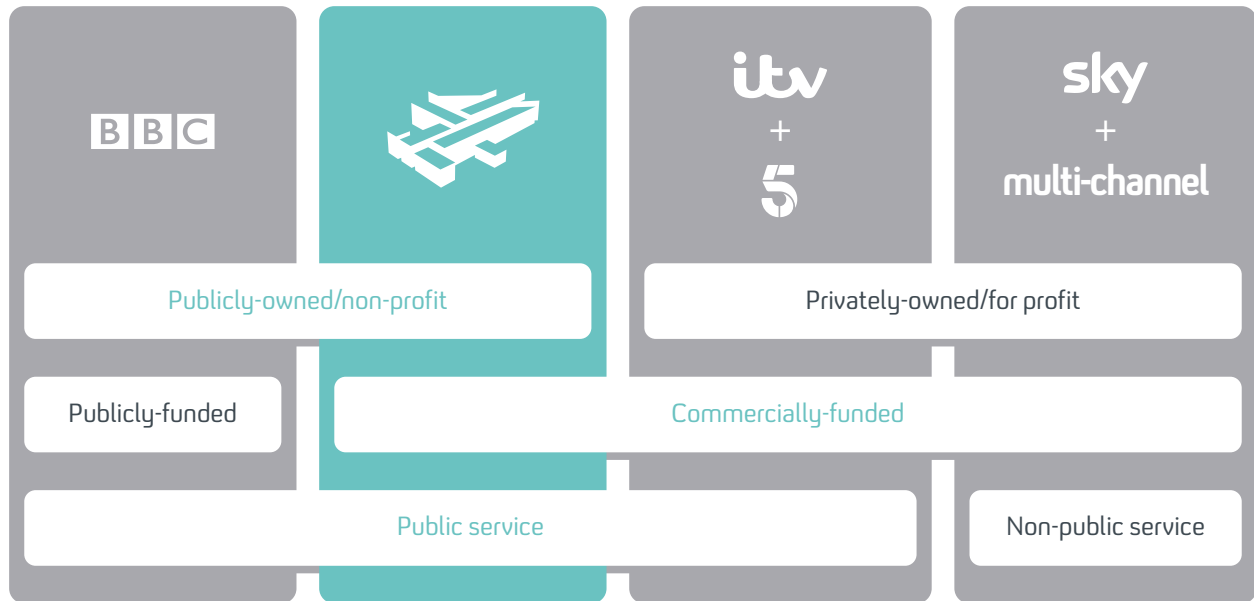 BBC
itv
+
5
sky
+
multi-channel
Publicly-owned/non-profit
Privately-owned/for profit
Publicly-funded
Commercially-funded
Public service
Non-public service